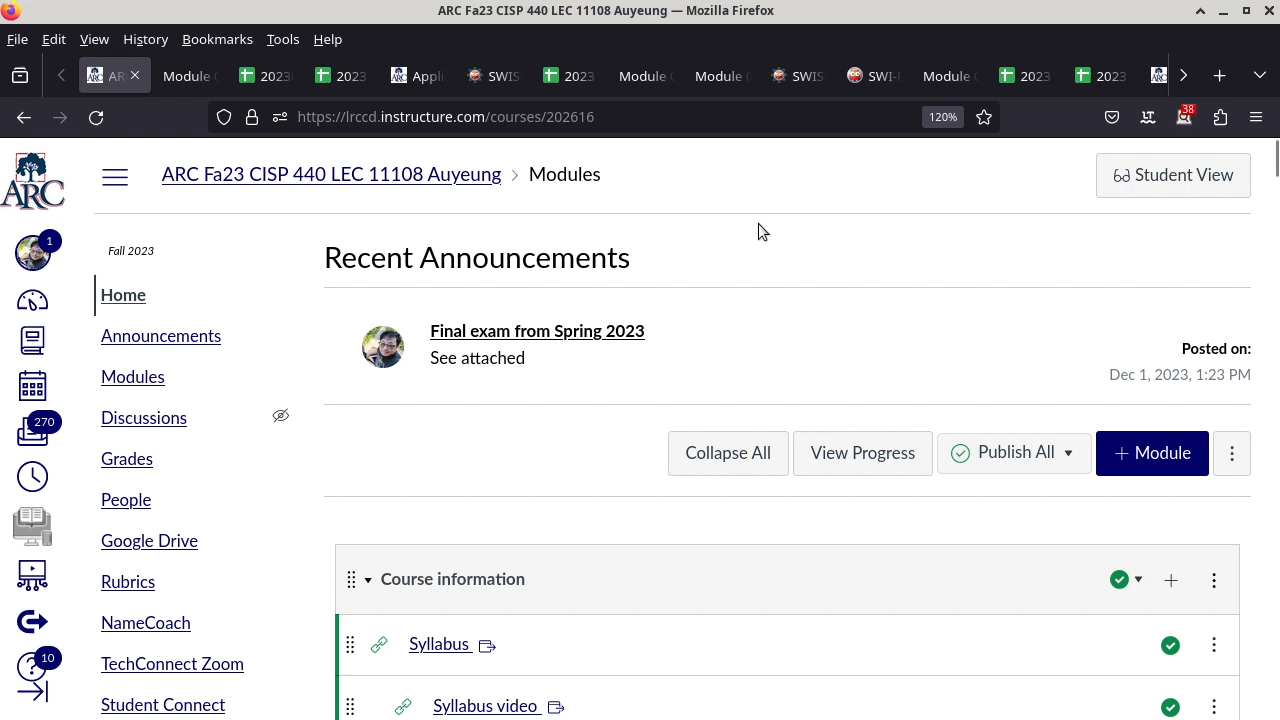 ARC Fa23 CISP 440 LEC 11108 Auyeung — Mozilla Firefox
File Edit View History Bookmarks Tools Help
AR Module 2023 2023 Appli SWIS 2023 Module Module SWIS SWI-P Module 2023 2023
https://lrccd.instructure.com/courses/202616 120% 38
ARC
ARC Fa23 CISP 440 LEC 11108 Auyeung > Modules
Student View
1
270
10
Fall 2023
Home
Announcements
Modules
Discussions
Grades
People
Google Drive
Rubrics
NameCoach
TechConnect Zoom
Student Connect
Recent Announcements
Final exam from Spring 2023
See attached
Posted on:
Dec 1, 2023, 1:23 PM
Collapse All View Progress Publish All + Module
Course information
Syllabus
Syllabus video